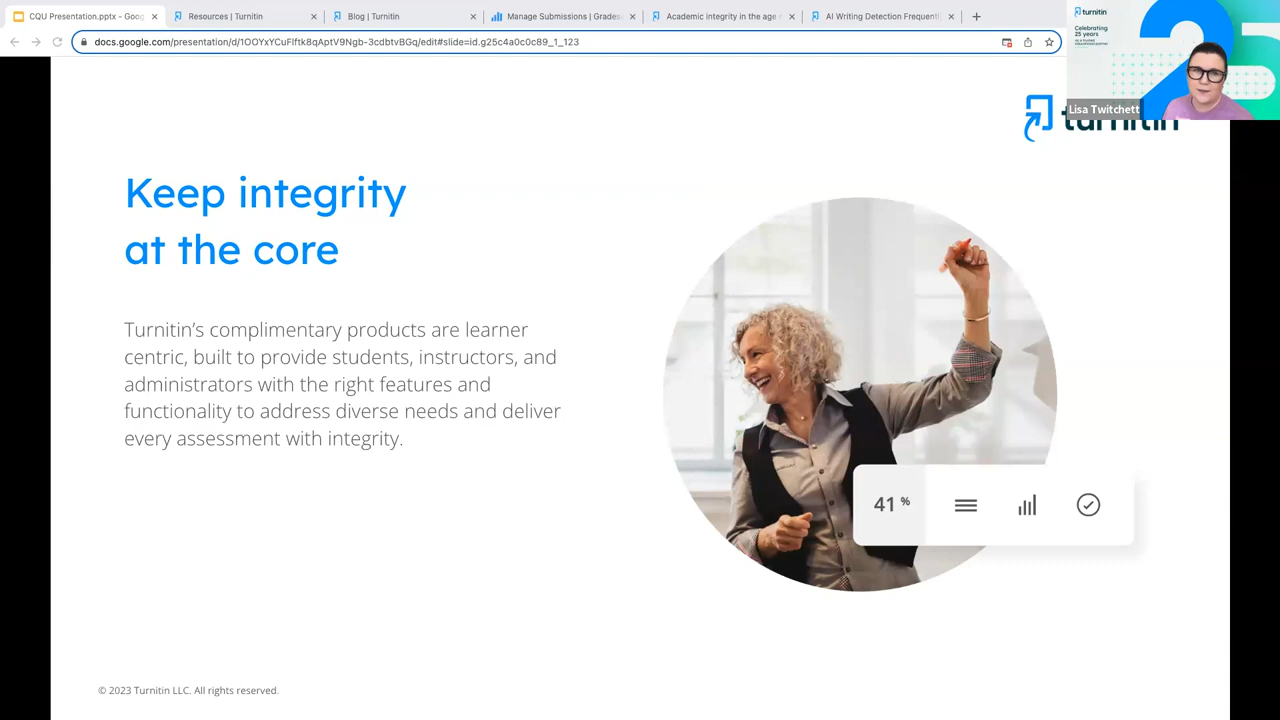 CQU Presentation.pptx - Goog
Resources | Turnitin
Blog | Turnitin
Manage Submissions | Grades
Academic integrity in the age
AI Writing Detection Frequentl
docs.google.com/presentation/d/1OOYxYCuFlftk8qAptV9Ngb-3cdbtvBGq/edit#slide=id.g25c4a0c0c89_1_123
turnitin
Celebrating
25 years
Lisa Twitchett
turnitin
Keep integrity
at the core
Turnitin’s complimentary products are learner
centric, built to provide students, instructors, and
administrators with the right features and
functionality to address diverse needs and deliver
every assessment with integrity.
41 %
© 2023 Turnitin LLC. All rights reserved.